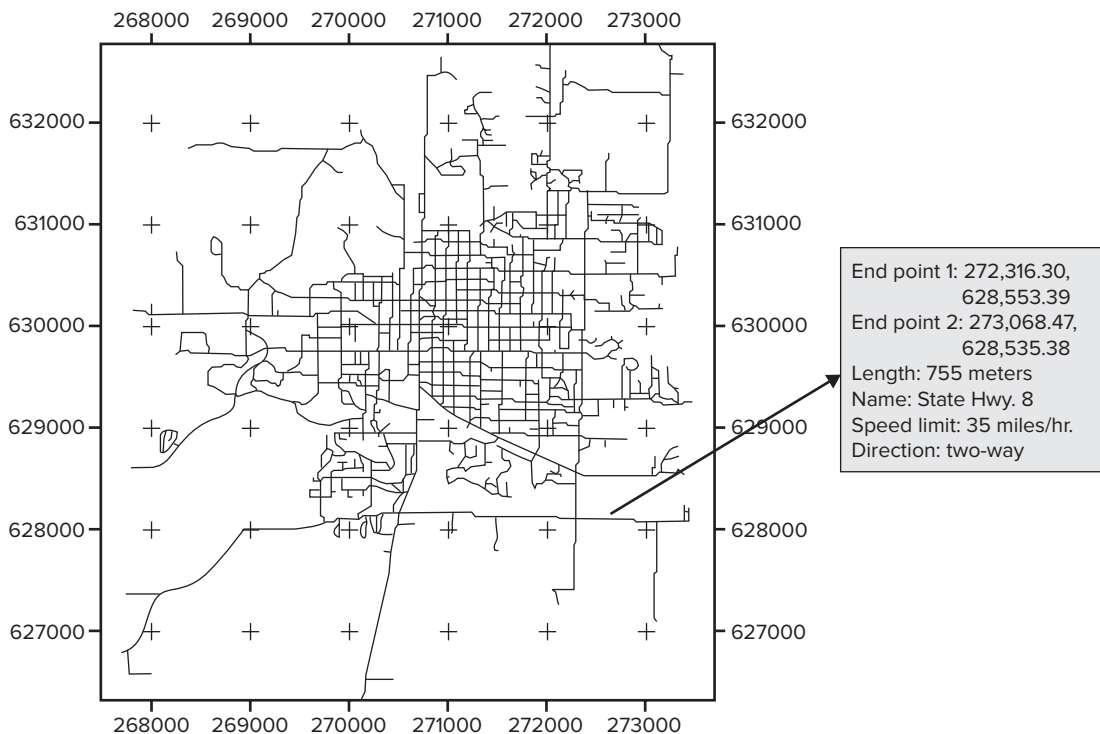 268000 269000 270000 271000 272000 273000
632000 632000
631000 631000
630000 630000
629000 629000
628000 628000
627000 627000
268000 269000 270000 271000 272000 273000
End point 1: 272,316.30,
628,553.39
End point 2: 273,068.47,
628,535.38
Length: 755 meters
Name: State Hwy. 8
Speed limit: 35 miles/hr.
Direction: two-way